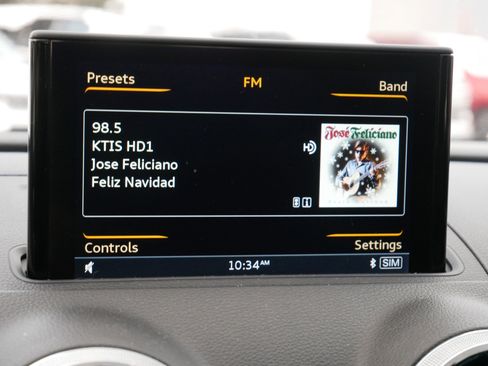 Presets
FM
Band
98.5
KTIS HD1
Jose Feliciano
Feliz Navidad
José Feliciano
Controls
Settings
10:34AM
SIM